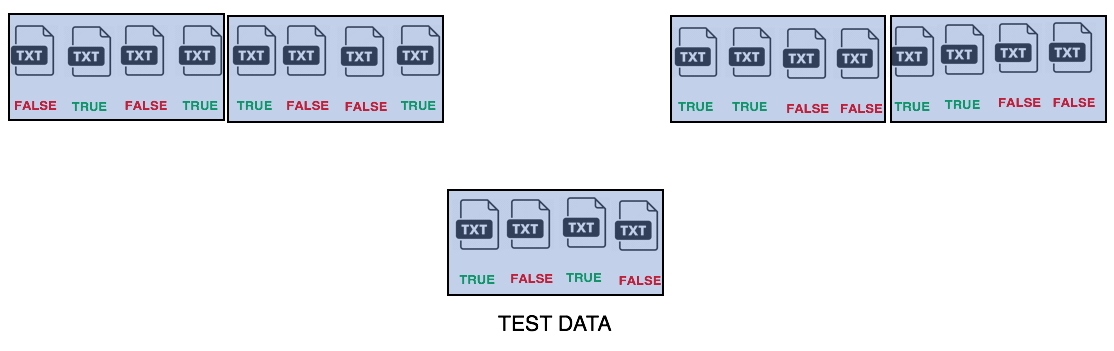 TXT TXT TXT TXT TXT TXT TXT TXT TXT TXT TXT TXT TXT TXT TXT TXT
FALSE TRUE FALSE TRUE TRUE FALSE FALSE TRUE TRUE TRUE FALSE FALSE TRUE TRUE FALSE FALSE
TXT TXT TXT TXT
TRUE FALSE TRUE FALSE
TEST DATA